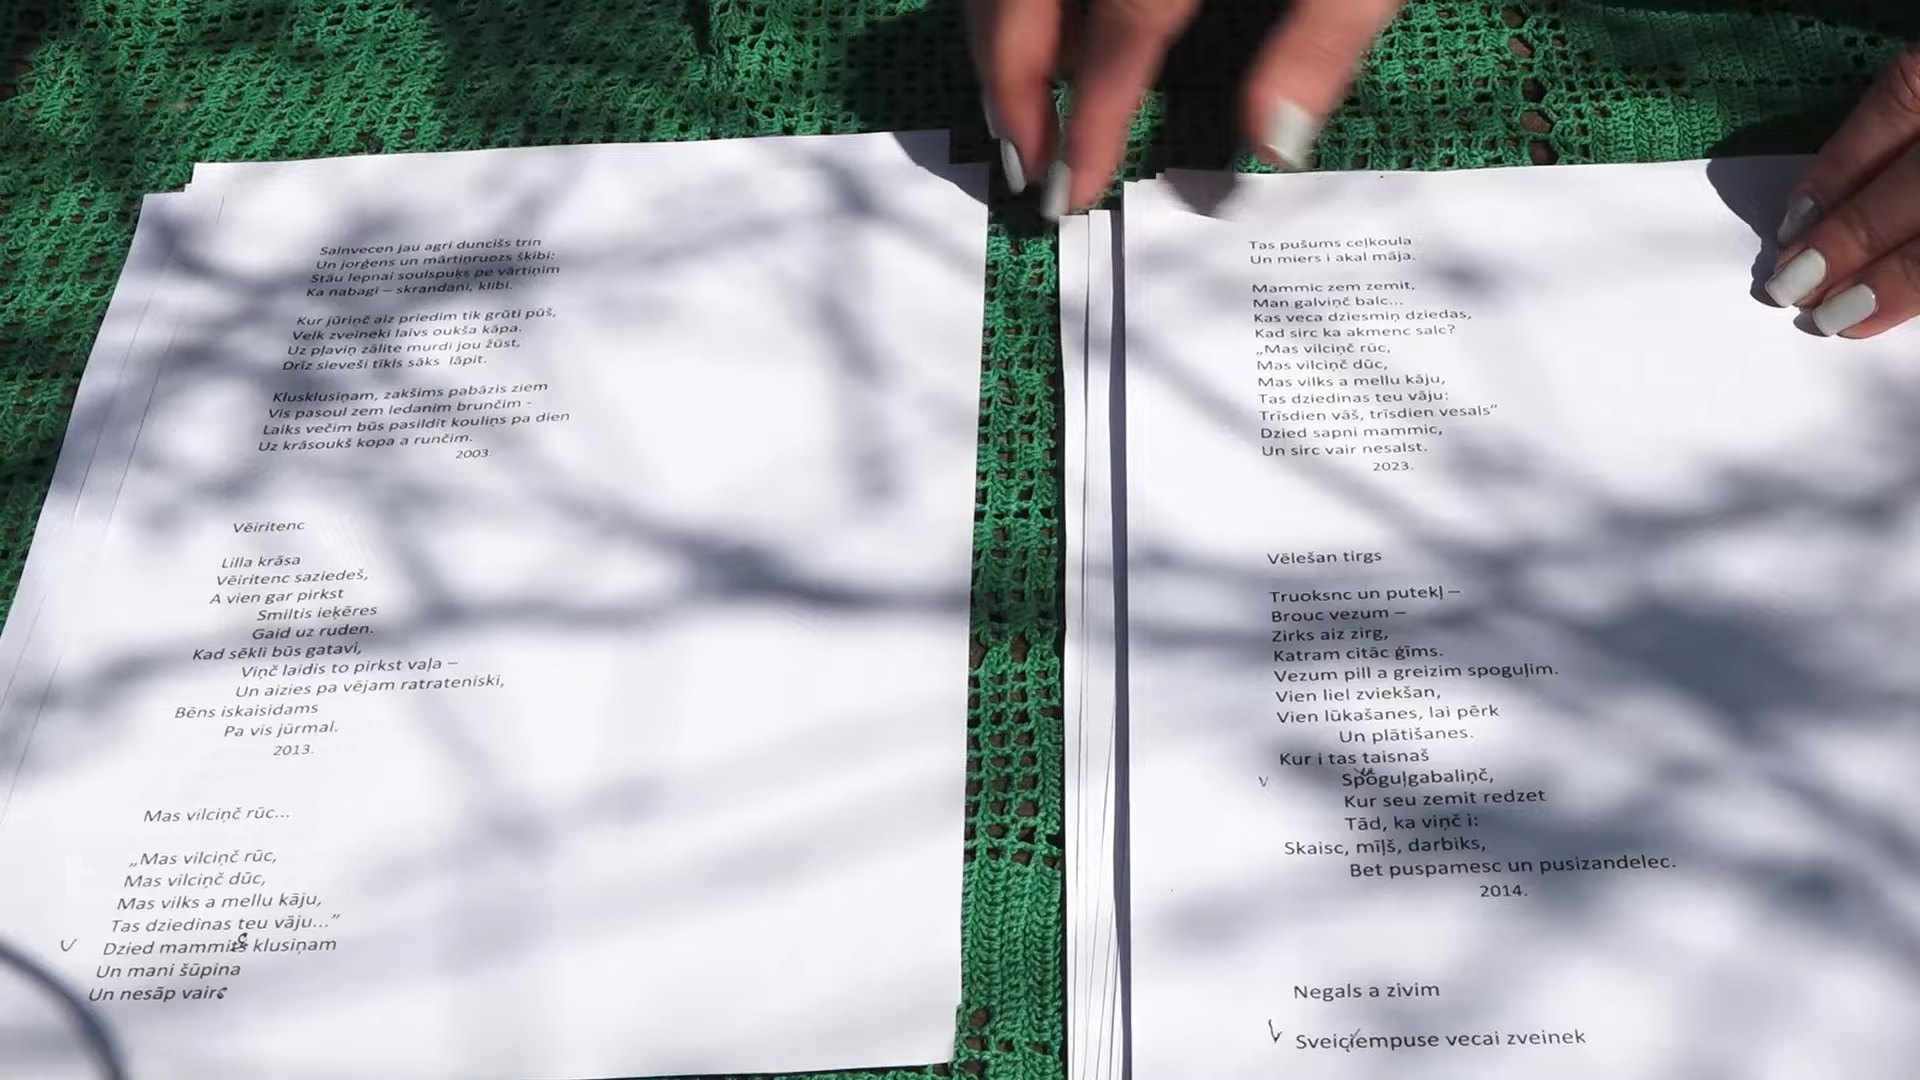 Salnvecen jau agri duncišs trin
Un jorģens un mārtiņruozs šķibi:
Stāu lepnai soulspuķs pe vārtiņim
Ka nabagi – skrandani, klibi.
Kur jūriņč aiz priedim tik grūti pūš,
Velk zveineki laivs oukša kāpa.
Uz pļaviņ zālite murdi jou žūst,
Drīz sieveši tīkls sāks lāpit.
Klusklusiņam, zakšims pabāzis ziem
Vis pasoul zem ledanim brunčim -
Laiks večim būs pasildit kouliņs pa dien
Uz krāsoukš kopa a runčim.
2003.
Vēiritenc
Lilla krāsa
Vēiritenc saziedeš,
A vien gar pirkst
Smiltis ieķēres
Gaid uz ruden.
Kad sēkli būs gatavi,
Viņč laidis to pirkst vaļa –
Un aizies pa vējam ratrateniski,
Bēns iskaisidams
Pa vis jūrmal.
2013.
Mas vilciņč rūc...
„Mas vilciņč rūc,
Mas vilciņč dūc,
Mas vilks a mellu kāju,
Tas dziedinas teu vāju...”
Dzied mammits klusiņam
Un mani šūpina
Un nesāp vairs
Tas pušums ceļkoula
Un miers i akal māja.
Mammic zem zemit,
Man galviņč balc...
Kas veca dziesmiņ dziedas,
Kad sirc ka akmenc salc?
„Mas vilciņč rūc,
Mas vilciņč dūc,
Mas vilks a mellu kāju,
Tas dziedinas teu vāju:
Trīsdien vāš, trīsdien vesals”
Dzied sapni mammic,
Un sirc vair nesalst.
2023.
Vēlešan tirgs
Truoksnc un putekļ –
Brouc vezum –
Zirks aiz zirg,
Katram citāc ģīms.
Vezum pill a greizim spoguļim.
Vien liel zviekšan,
Vien lūkašanes, lai pērk
Un plātišanes.
Kur i tas taisnaš
Spoguļgabaliņč,
Kur seu zemit redzet
Tād, ka viņč i:
Skaisc, mīļš, darbiks,
Bet puspamesc un pusizandelec.
2014.
Negals a zivim
Sveiçiempuse vecai zveinek